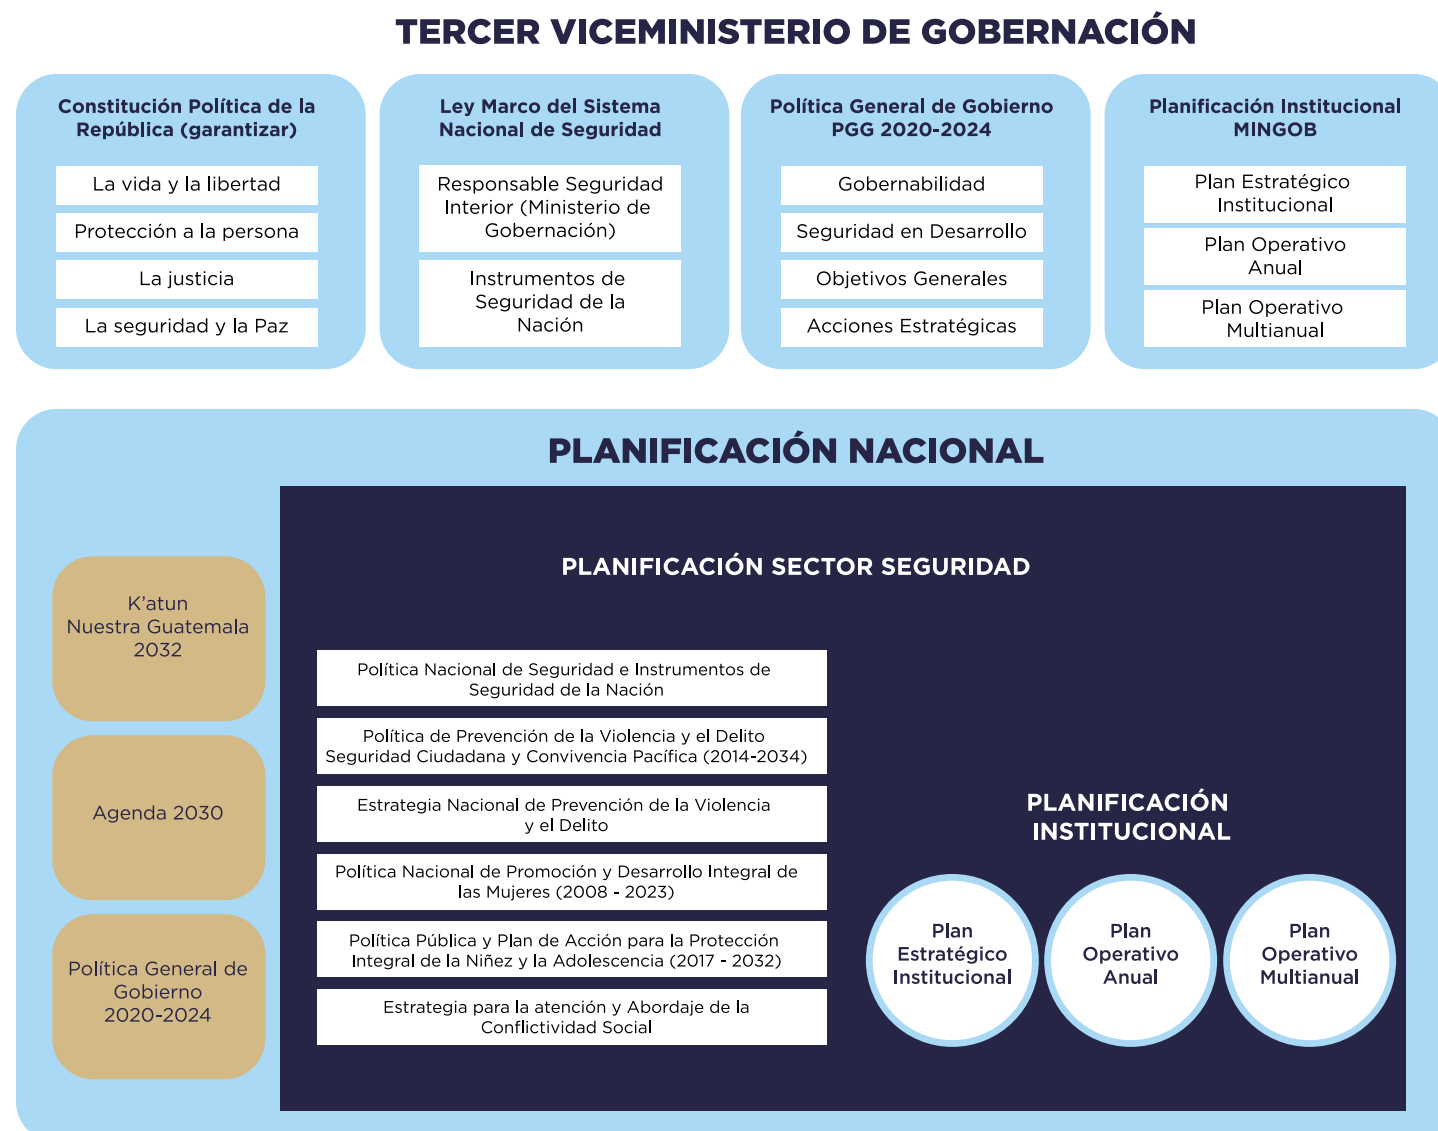 TERCER VICEMINISTERIO DE GOBERNACIÓN
Constitución Política de la
República (garantizar)
La vida y la libertad
Protección a la persona
La justicia
La seguridad y la Paz
Ley Marco del Sistema
Nacional de Seguridad
Responsable Seguridad
Interior (Ministerio de
Gobernación)
Instrumentos de
Seguridad de la
Nación
Política General de Gobierno
PGG 2020-2024
Gobernabilidad
Seguridad en Desarrollo
Objetivos Generales
Acciones Estratégicas
Planificación Institucional
MINGOB
Plan Estratégico
Institucional
Plan Operativo
Anual
Plan Operativo
Multianual
PLANIFICACIÓN NACIONAL
K’atun
Nuestra Guatemala
2032
Agenda 2030
Política General de
Gobierno
2020-2024
PLANIFICACIÓN SECTOR SEGURIDAD
Política Nacional de Seguridad e Instrumentos de
Seguridad de la Nación
Política de Prevención de la Violencia y el Delito
Seguridad Ciudadana y Convivencia Pacífica (2014-2034)
Estrategia Nacional de Prevención de la Violencia
y el Delito
Política Nacional de Promoción y Desarrollo Integral de
las Mujeres (2008 - 2023)
Política Pública y Plan de Acción para la Protección
Integral de la Niñez y la Adolescencia (2017 - 2032)
Estrategia para la atención y Abordaje de la
Conflictividad Social
PLANIFICACIÓN
INSTITUCIONAL
Plan
Estratégico
Institucional
Plan
Operativo
Anual
Plan
Operativo
Multianual